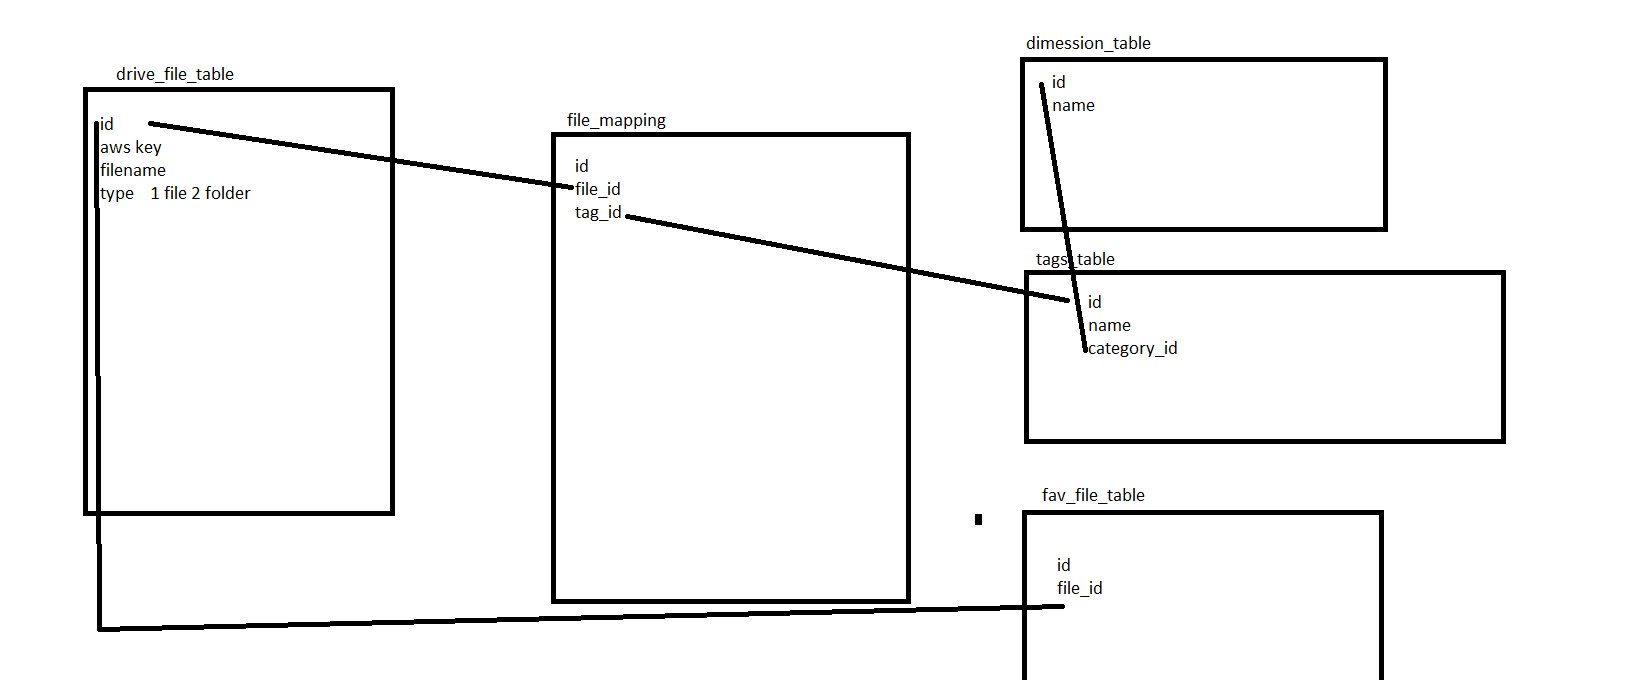 drive_file_table
id
aws key
filename
type 1 file 2 folder
file_mapping
id
file_id
tag_id
dimession_table
id
name
tags_table
id
name
category_id
fav_file_table
id
file_id